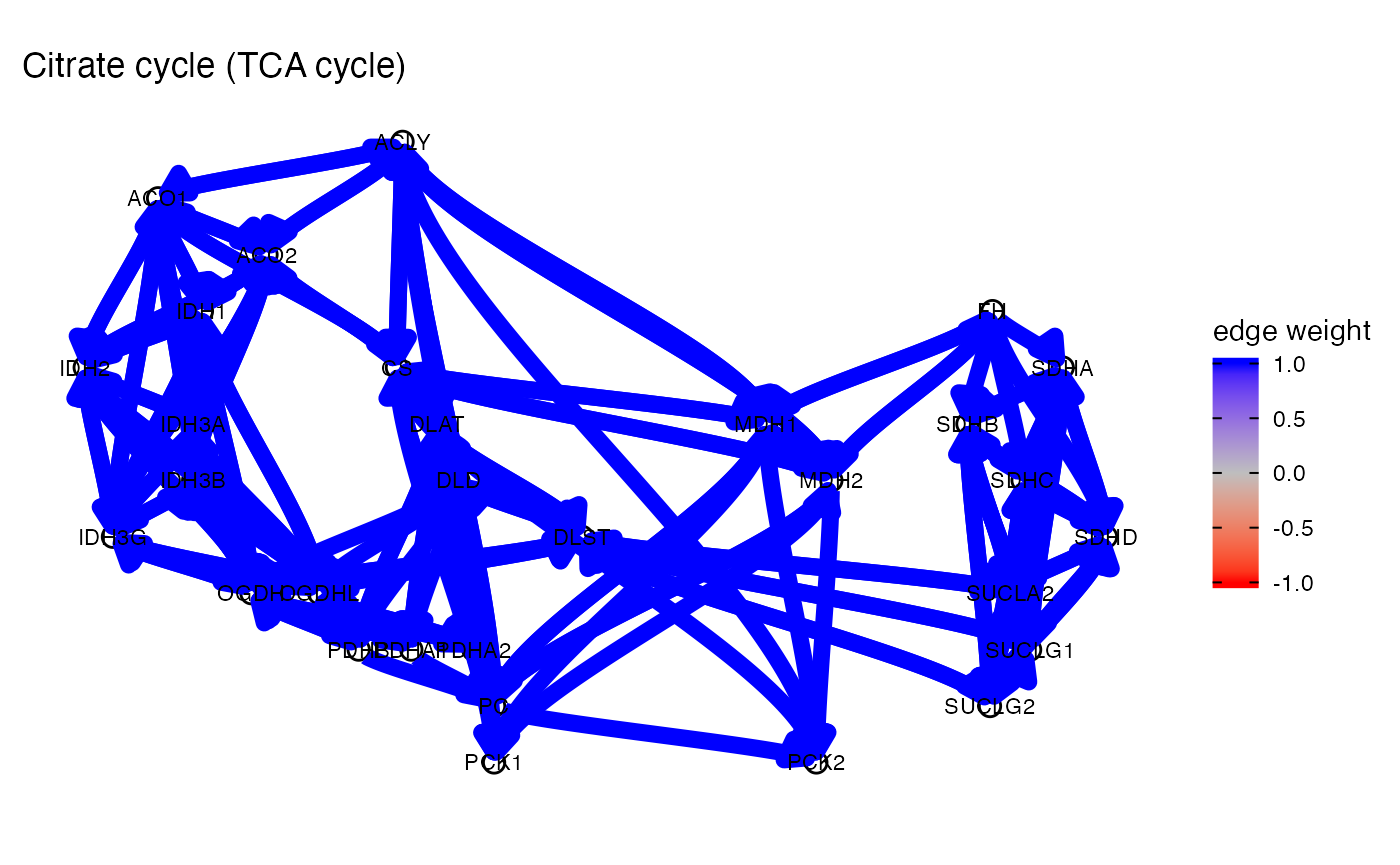 Citrate cycle (TCA cycle)
ACLY
ACO1
ACO2
IDH1
FH
IDH2
CS
SDHA
IDH3A
DLAT
MDH1
SDHB
IDH3B
DLD
MDH2
SDHC
IDH3G
DLST
SDHD
OGDH
OGDHL
SUCLA2
PDHB
PDHA1
PDHA2
SUCLG1
PC
SUCLG2
PCK1
PCK2
edge weight
1.0
0.5
0.0
-0.5
-1.0